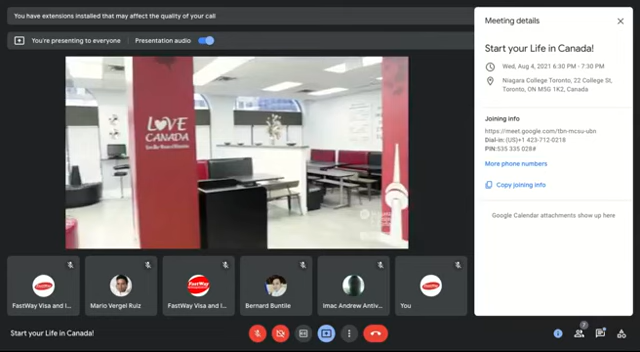 You have extensions installed that may affect the quality of your call
You're presenting to everyone
Presentation audio
LOVE
CANADA
FastWay Visa and I...
Mario Vergel Ruiz
FastWay Visa and I...
Bernard Buntile
Imac Andrew Antiv...
You
Start your Life in Canada!
Meeting details
Start your Life in Canada!
Wed, Aug 4, 2021 6:30 PM - 7:30 PM
Niagara College Toronto, 22 College St,
Toronto, ON M5G 1K2, Canada
Joining info
https://meet.google.com/tbn-mcsu-ubn
Dial-in: (US)+1 423-712-0218
PIN:535 335 028#
More phone numbers
Copy joining info
Google Calendar attachments show up here
7